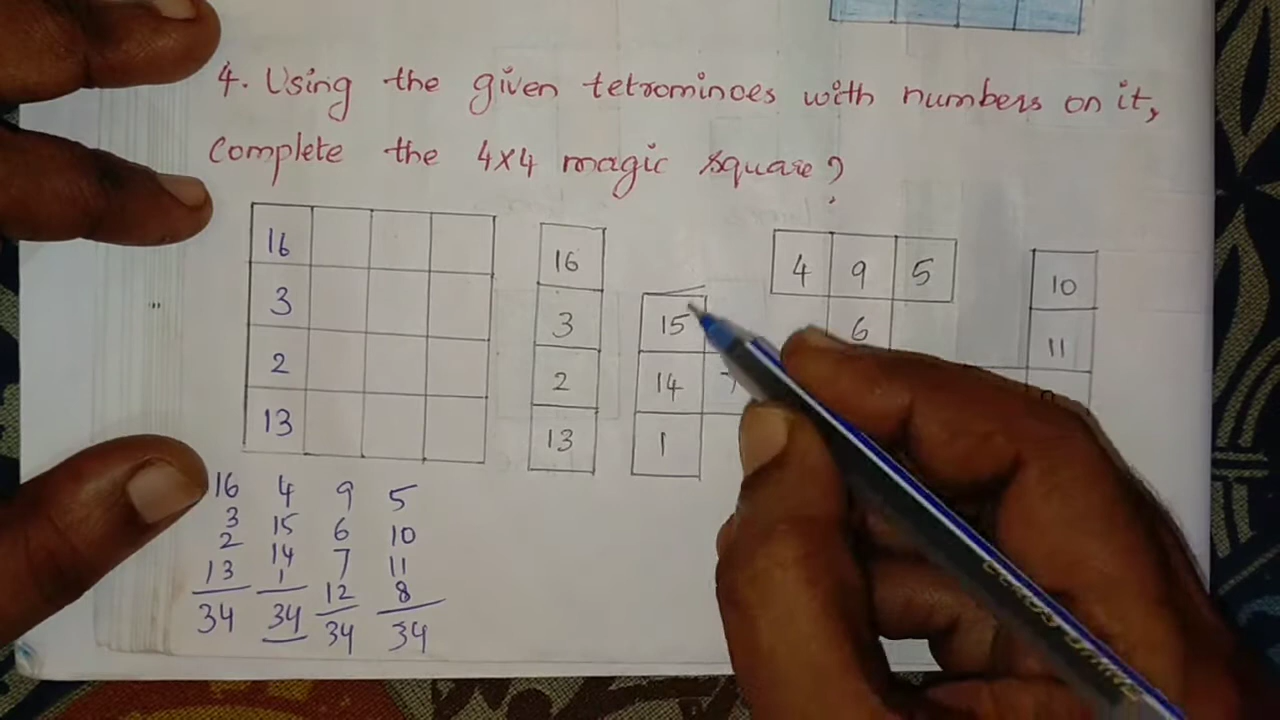 4. Using the given tetrominoes with numbers on it,
Complete the 4x4 magic square?
16
3
2
13
16
3
2
13
15
14 7
1
4 9 5
6
10
11
16 4 9 5
3 15 6 10
2 14 7 11
13 1 12 8
34 34 34 34